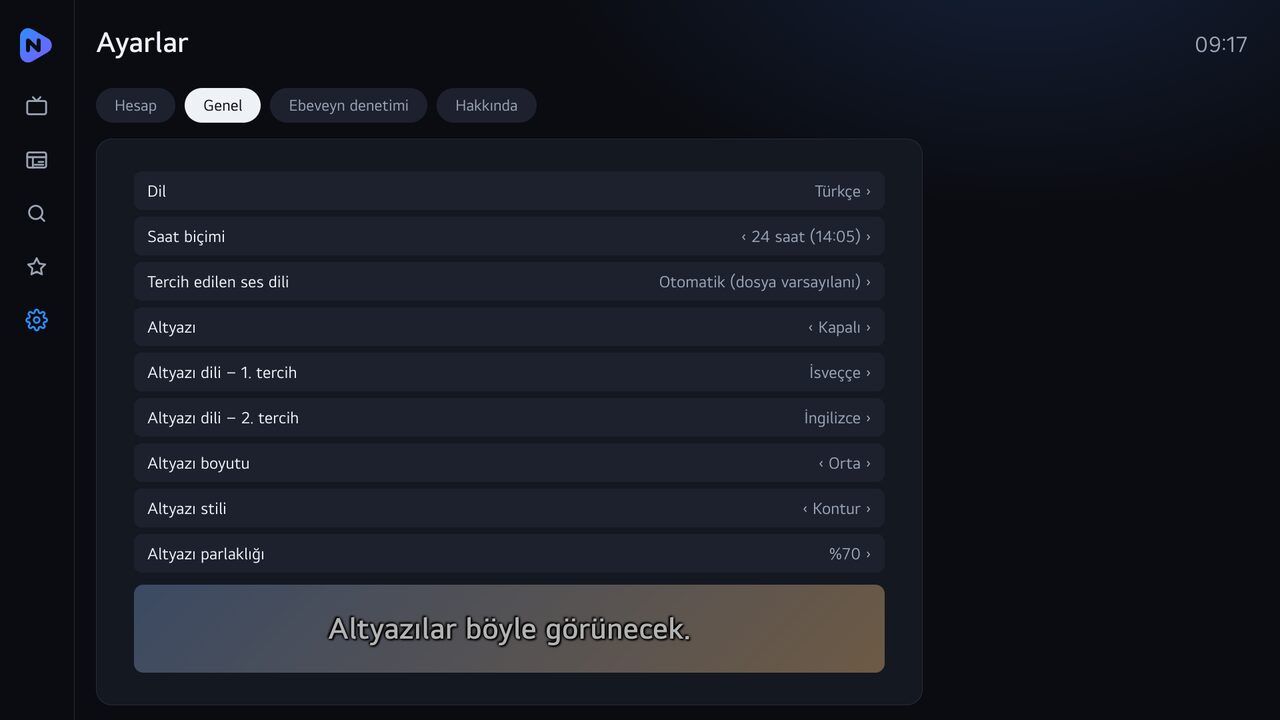 N
Ayarlar
09:17
Hesap
Genel
Ebeveyn denetimi
Hakkında
Dil
Türkçe ›
Saat biçimi
‹ 24 saat (14:05) ›
Tercih edilen ses dili
Otomatik (dosya varsayılanı) ›
Altyazı
‹ Kapalı ›
Altyazı dili – 1. tercih
İsveççe ›
Altyazı dili – 2. tercih
İngilizce ›
Altyazı boyutu
‹ Orta ›
Altyazı stili
‹ Kontur ›
Altyazı parlaklığı
%70 ›
Altyazılar böyle görünecek.